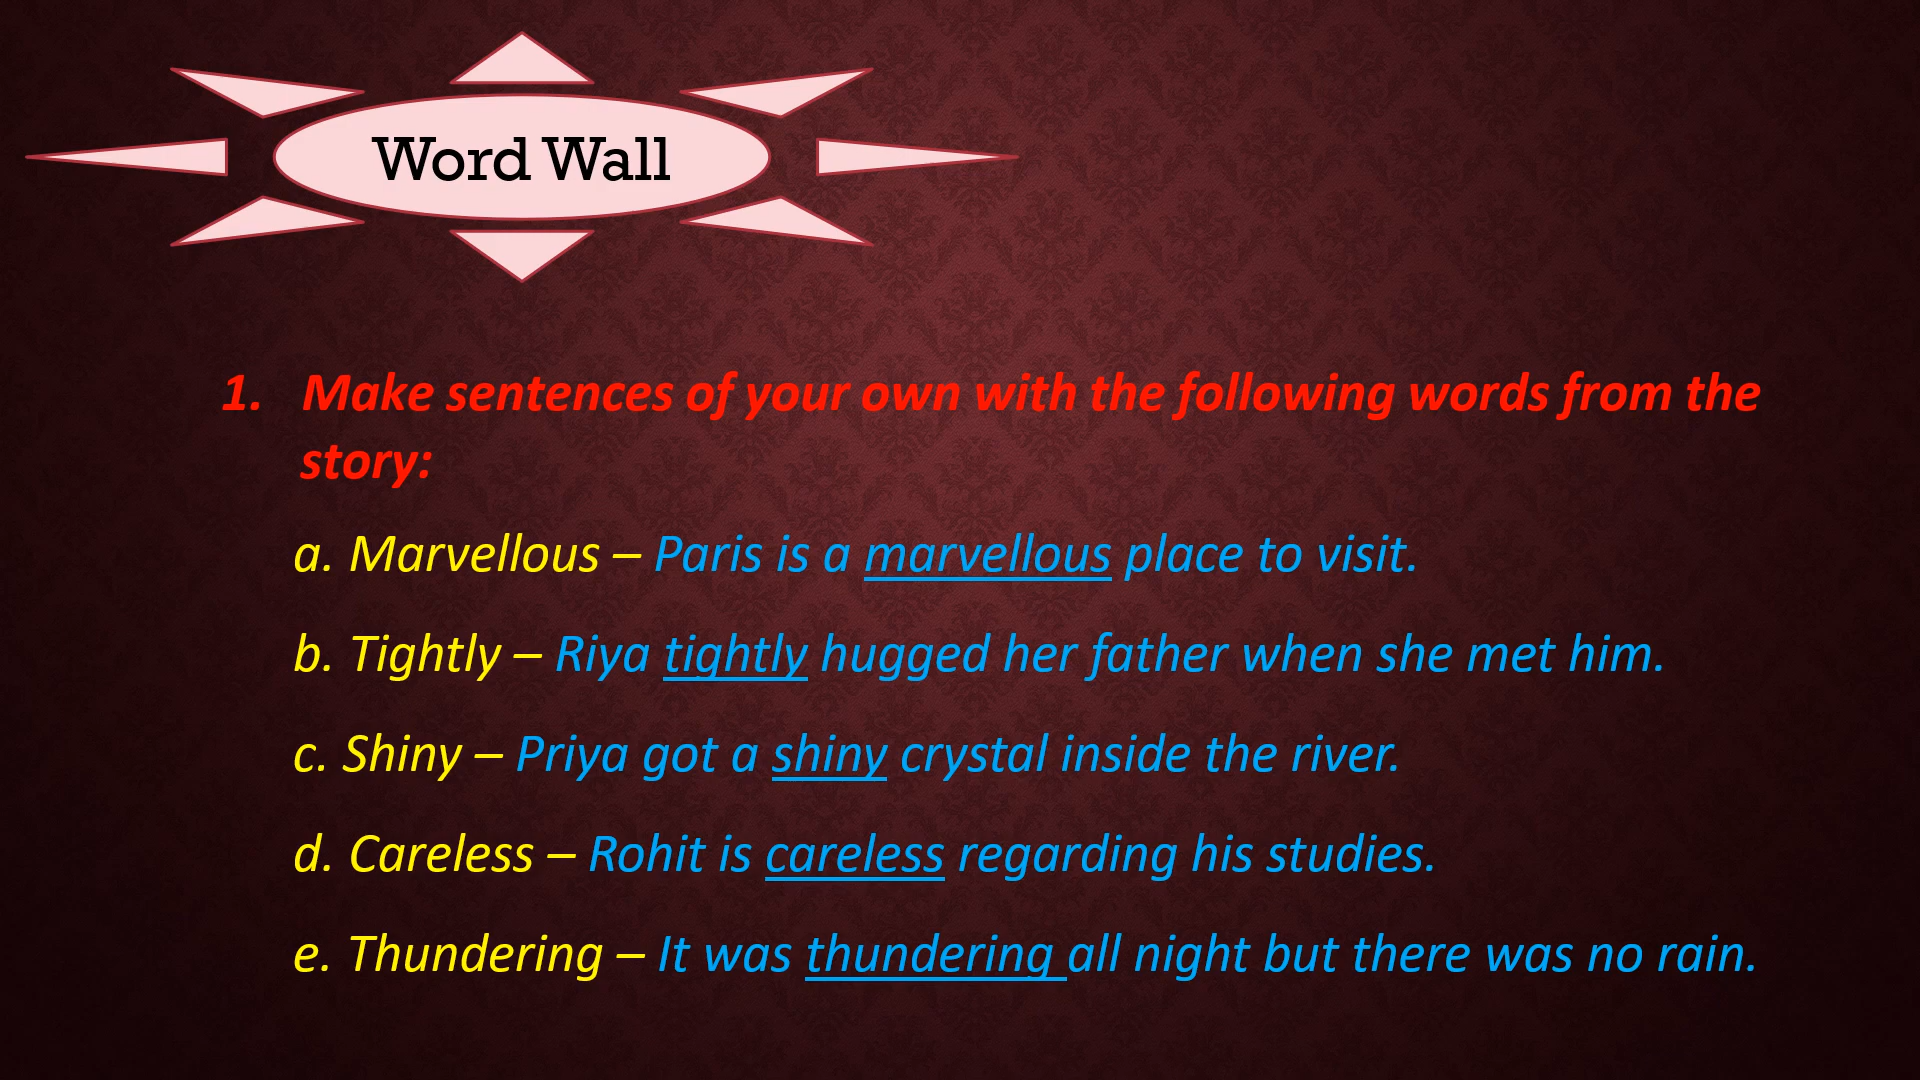 Word Wall
1. Make sentences of your own with the following words from the
story:
a. Marvellous – Paris is a marvellous place to visit.
b. Tightly – Riya tightly hugged her father when she met him.
c. Shiny – Priya got a shiny crystal inside the river.
d. Careless – Rohit is careless regarding his studies.
e. Thundering – It was thundering all night but there was no rain.